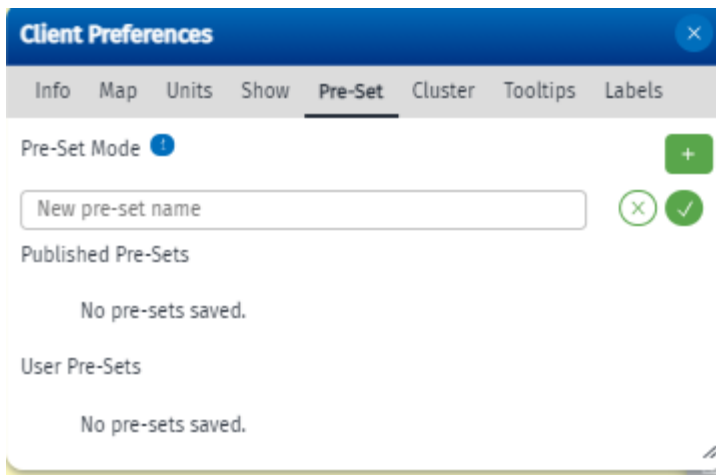 Client Preferences
Info Map Units Show Pre-Set Cluster Tooltips Labels
Pre-Set Mode
New pre-set name
Published Pre-Sets
No pre-sets saved.
User Pre-Sets
No pre-sets saved.